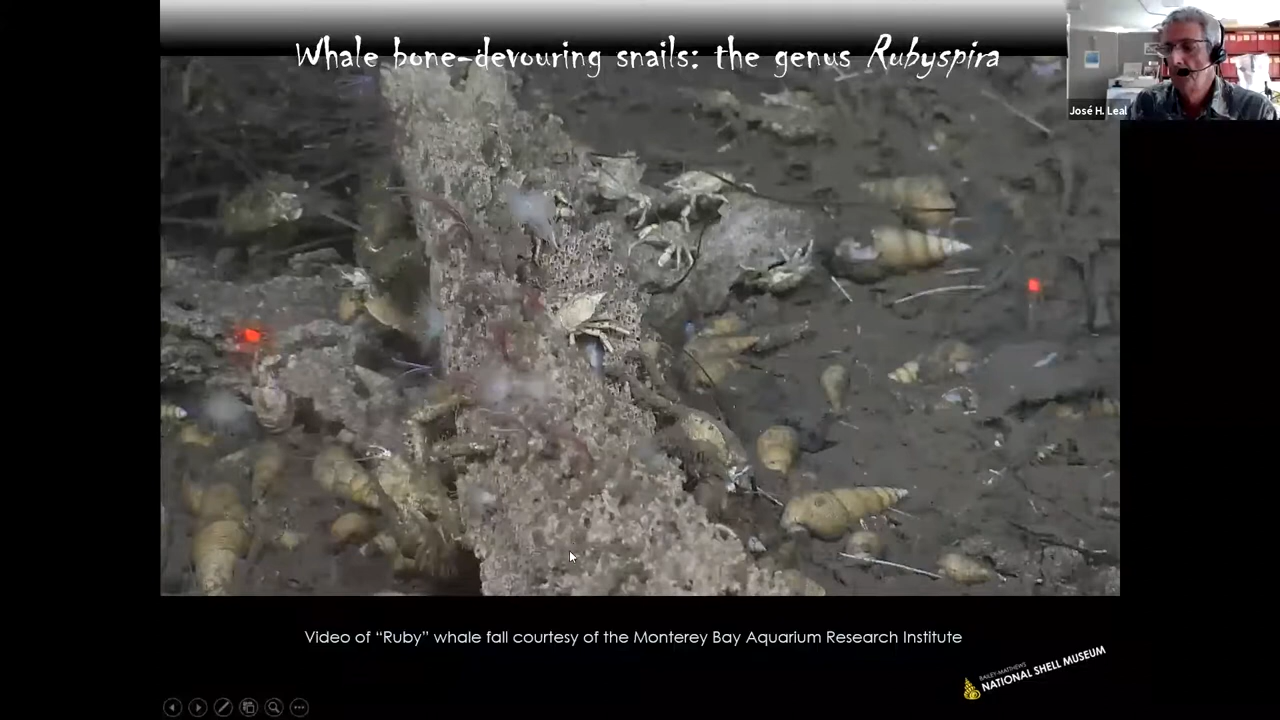 Whale bone-devouring snails: the genus Rubyspira
José H. Leal
Video of “Ruby” whale fall courtesy of the Monterey Bay Aquarium Research Institute
BAILEY-MATTHEWS
NATIONAL SHELL MUSEUM